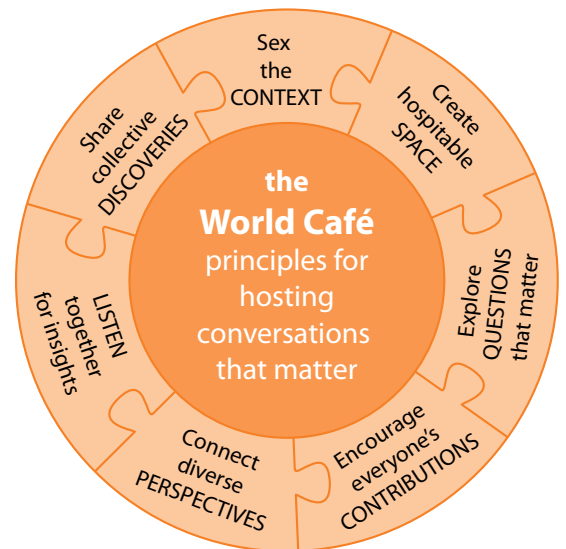 the
World Café
principles for
hosting
conversations
that matter
Sex
the
CONTEXT
Create
hospitable
SPACE
Explore
QUESTIONS
that matter
Encourage
everyone's
CONTRIBUTIONS
Connect
diverse
PERSPECTIVES
LISTEN
together
for insights
Share
collective
DISCOVERIES